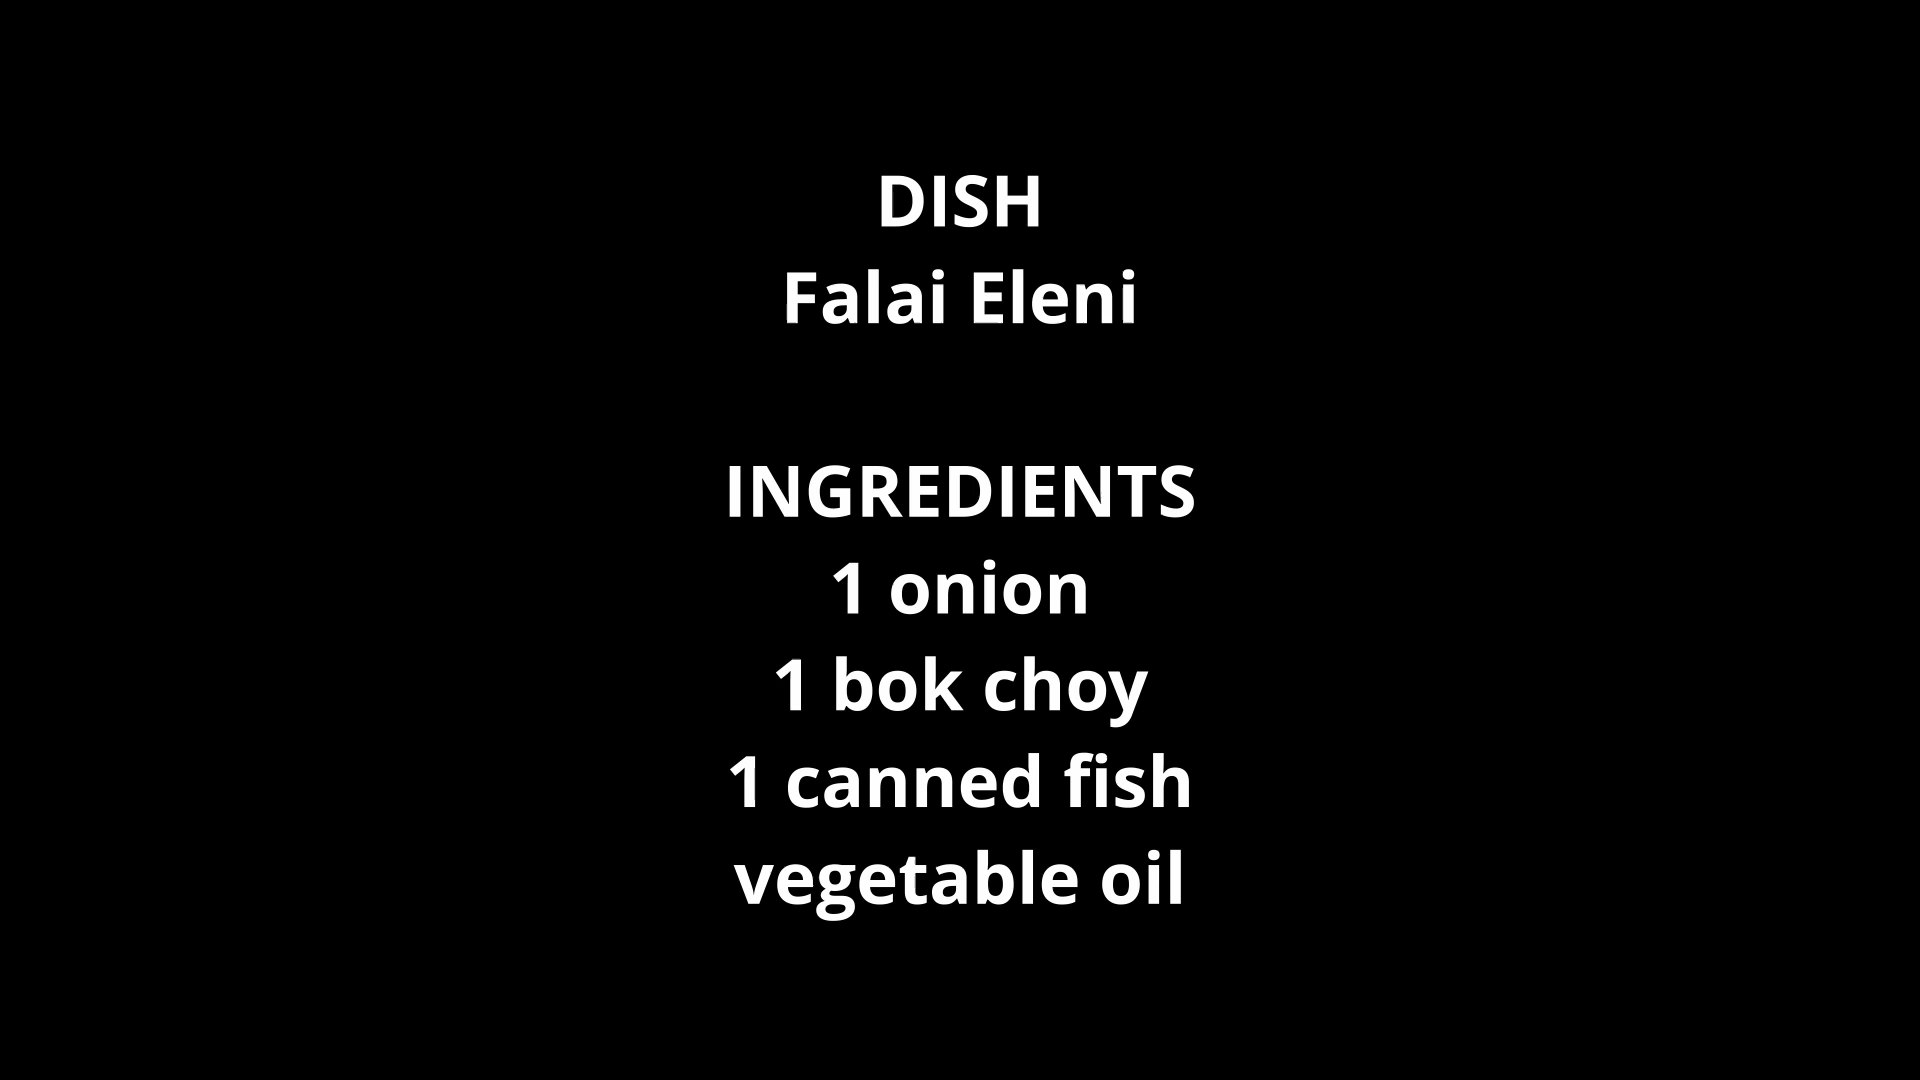 DISH
Falai Eleni
INGREDIENTS
1 onion
1 bok choy
1 canned fish
vegetable oil